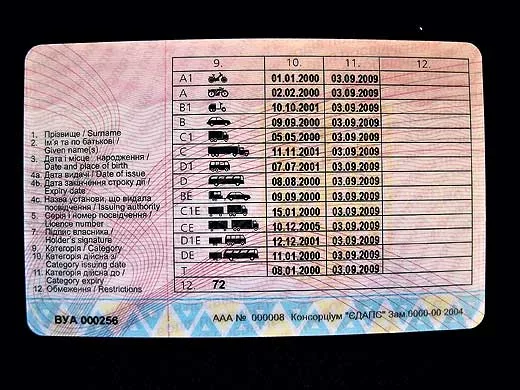 9. 10. 11. 12.
A1 01.01.2000 03.09.2009
A 02.02.2000 03.09.2009
B1 10.10.2001 03.09.2009
B 09.09.2000 03.09.2009
C1 05.05.2000 03.09.2009
C 11.11.2001 03.09.2009
D1 07.07.2001 03.09.2009
D 08.08.2000 03.09.2009
BE 09.09.2000 03.09.2009
C1E 15.01.2000 03.09.2009
CE 10.12.2005 03.09.2009
D1E 12.12.2001 03.09.2009
DE 11.01.2000 03.09.2009
T 08.01.2000 03.09.2009
12. 72
1. Прізвище / Surname
2. Ім'я та по батькові /
Given name(s)
3. Дата і місце народження /
Date and place of birth
4a. Дата видачі / Date of issue
4b. Дата закінчення строку дії /
Expiry date
4c. Назва установи, що видала
посвідчення / Issuing authority
5. Серія і номер посвідчення /
Licence number
7. Підпис власника /
Holder's signature
9. Категорія / Category
10. Категорія дійсна з /
Category issuing date
11. Категорія дійсна до /
Category expiry
12. Обмеження / Restrictions
ВУА 000256
ААА № 000008 Консорціум "ЄДАПС" Зам.0000-00 2004